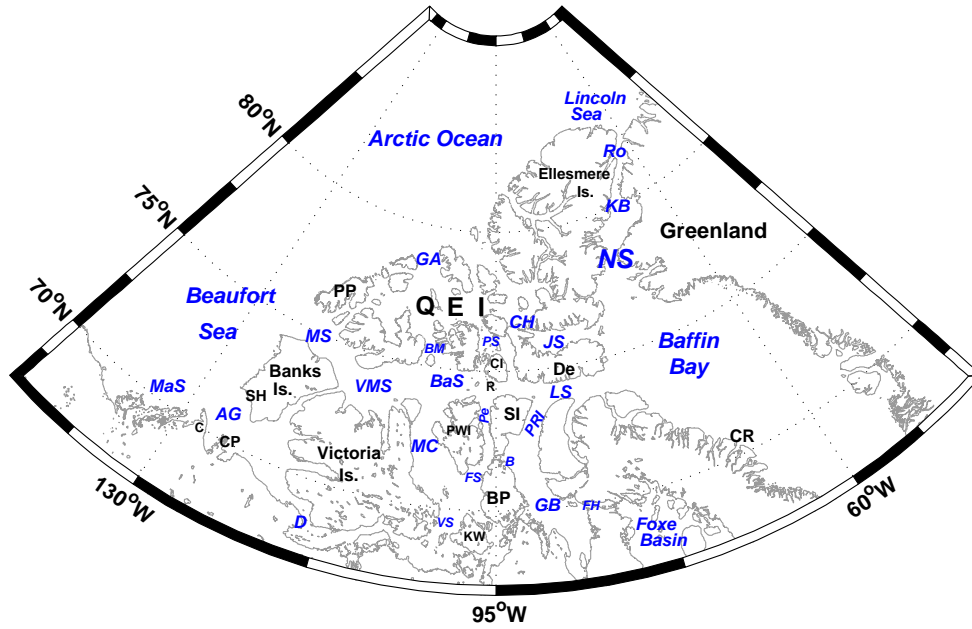 Lincoln
Sea
80°N
Arctic Ocean
Ro
Ellesmere
Is.
KB
75°N
Greenland
NS
GA
PP
Q E I
70°N
Beaufort
Sea
CH
MS
JS
PS
BM
Baffin
Bay
CI
De
Banks
Is.
BaS
VMS
MaS
R
SH
LS
AG
Pe
SI
PRI
C
CP
PWI
CR
MC
Victoria
Is.
B
FS
130°W
60°W
BP
GB
FH
D
VS
Foxe
Basin
KW
95°W